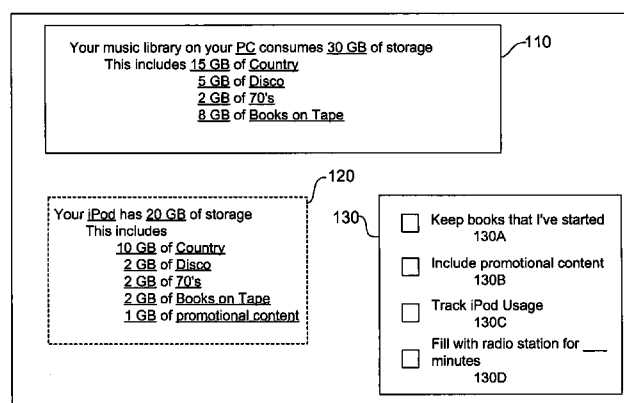 Your music library on your PC consumes 30 GB of storage
This includes 15 GB of Country
5 GB of Disco
2 GB of 70's
8 GB of Books on Tape
110
120
Your iPod has 20 GB of storage
This includes
10 GB of Country
2 GB of Disco
2 GB of 70's
2 GB of Books on Tape
1 GB of promotional content
130
Keep books that I've started
130A
Include promotional content
130B
Track iPod Usage
130C
Fill with radio station for ___
minutes
130D